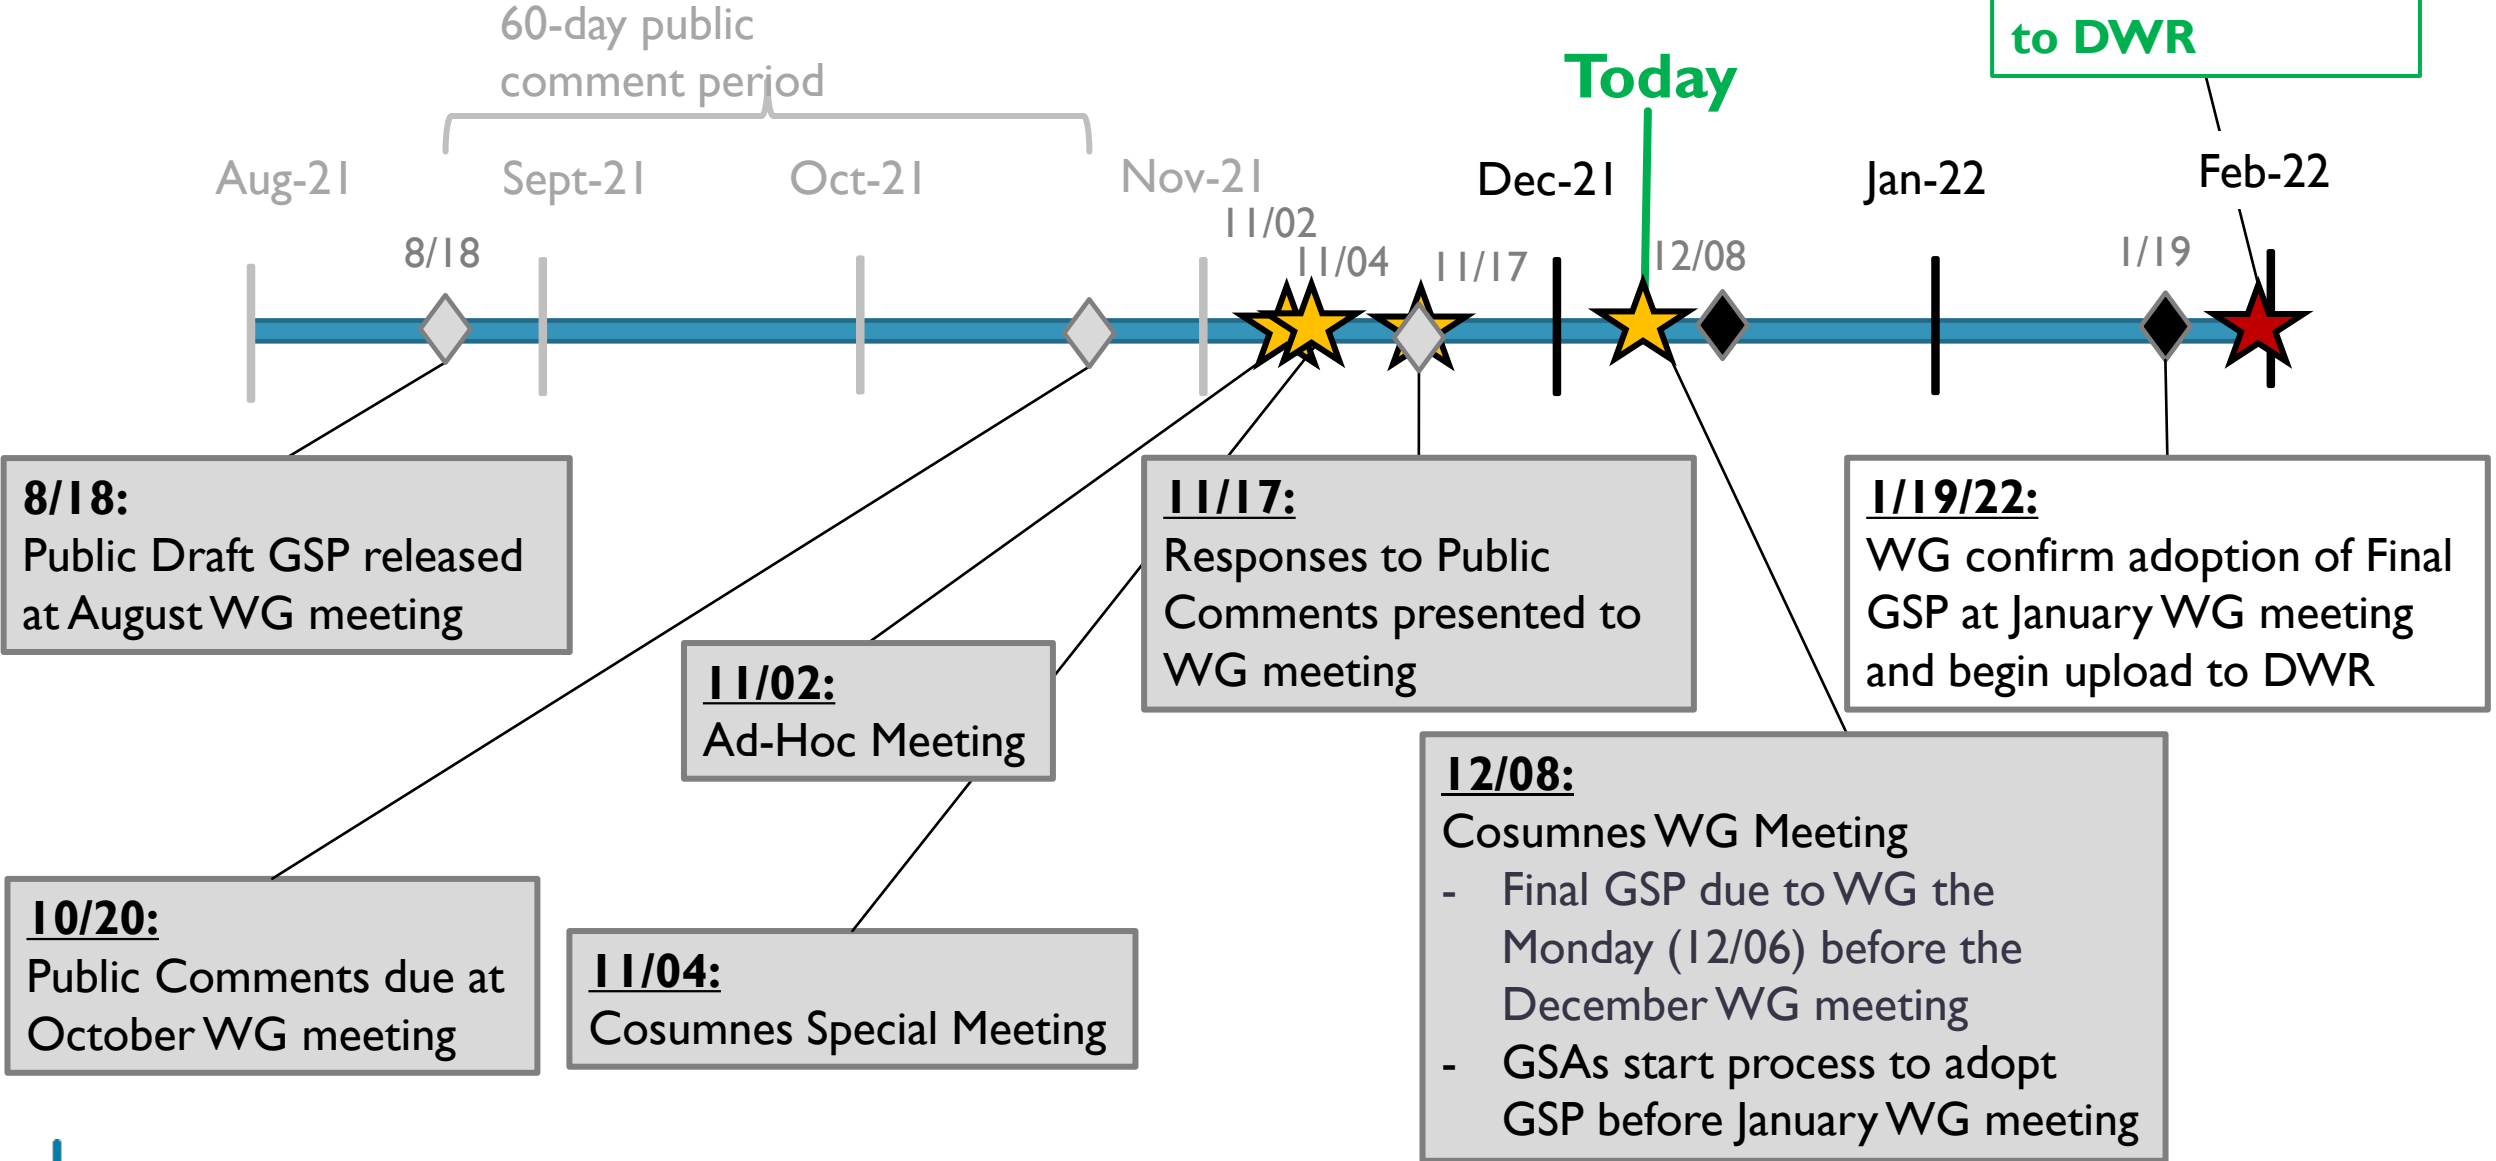 60-day public
comment period
to DWR
Today
Aug-21
Sept-21
Oct-21
Nov-21
Dec-21
Jan-22
Feb-22
8/18
11/02
11/04
11/17
12/08
1/19
8/18:
Public Draft GSP released
at August WG meeting
10/20:
Public Comments due at
October WG meeting
11/02:
Ad-Hoc Meeting
11/04:
Cosumnes Special Meeting
11/17:
Responses to Public
Comments presented to
WG meeting
12/08:
Cosumnes WG Meeting
- Final GSP due to WG the
Monday (12/06) before the
December WG meeting
- GSAs start process to adopt
GSP before January WG meeting
1/19/22:
WG confirm adoption of Final
GSP at January WG meeting
and begin upload to DWR